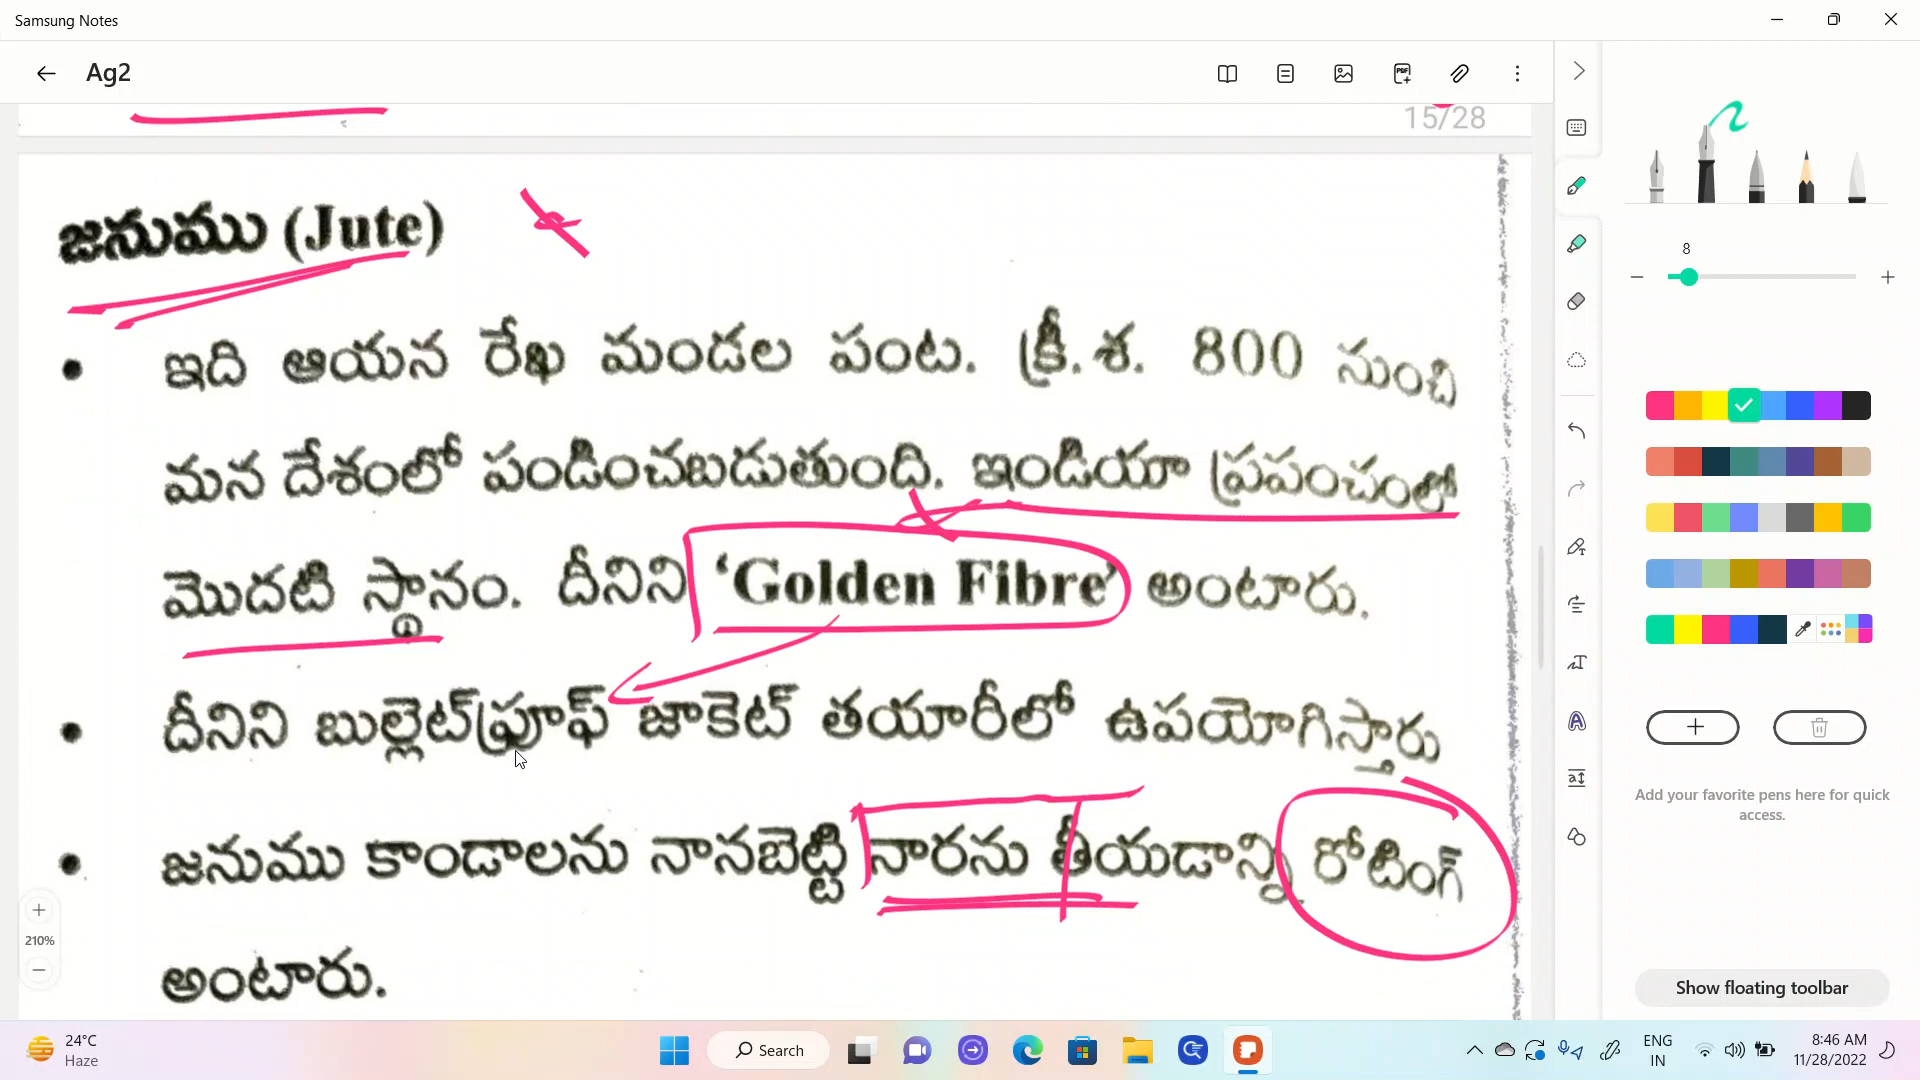 Samsung Notes
Ag2
15/28
8
జనుము (Jute)
ఇది ఆయన రేఖ మండల పంట. క్రీ.శ. 800 నుంచి
మన దేశంలో పండించబడుతుంది. ఇండియా ప్రపంచంలో
మొదటి స్థానం. దీనిని ‘Golden Fibre’ అంటారు.
దీనిని బుల్లెట్‌ప్రూఫ్ జాకెట్ తయారీలో ఉపయోగిస్తారు
జనుము కాండాలను నానబెట్టి నారను తీయడాన్ని రోటింగ్
అంటారు.
210%
Add your favorite pens here for quick
access.
Show floating toolbar
24°C
Haze
Search
ENG
IN
8:46 AM
11/28/2022